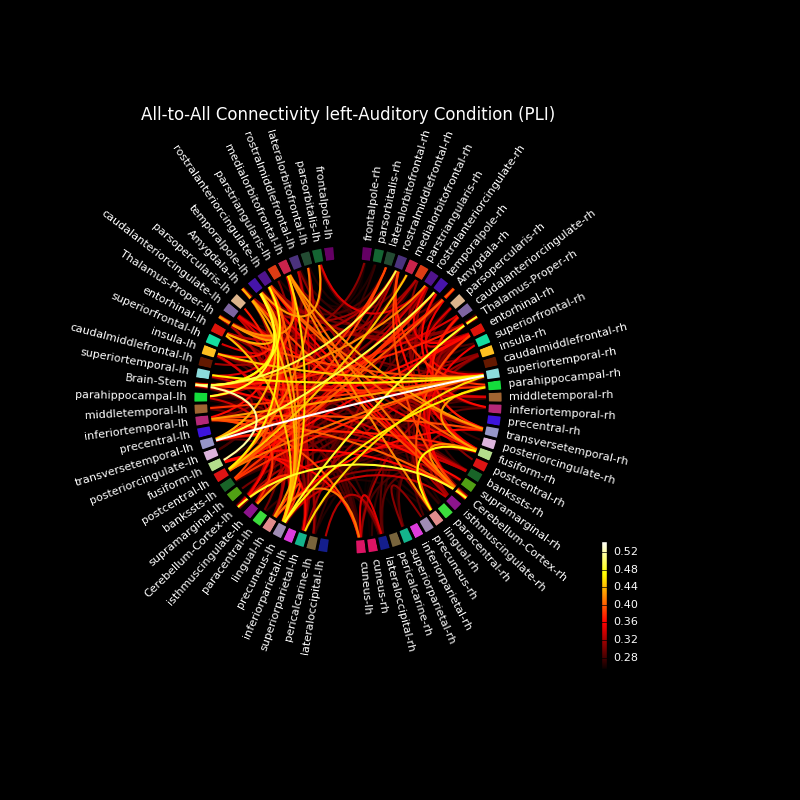 All-to-All Connectivity left-Auditory Condition (PLI)
frontalpole-lh
parsorbitalis-lh
lateralorbitofrontal-lh
rostralmiddlefrontal-lh
medialorbitofrontal-lh
parstriangularis-lh
rostralanteriorcingulate-lh
temporalpole-lh
Amygdala-lh
parsopercularis-lh
caudalanteriorcingulate-lh
Thalamus-Proper-lh
entorhinal-lh
superiorfrontal-lh
insula-lh
caudalmiddlefrontal-lh
superiortemporal-lh
Brain-Stem
parahippocampal-lh
middletemporal-lh
inferiortemporal-lh
precentral-lh
transversetemporal-lh
posteriorcingulate-lh
fusiform-lh
postcentral-lh
bankssts-lh
supramarginal-lh
Cerebellum-Cortex-lh
isthmuscingulate-lh
paracentral-lh
lingual-lh
precuneus-lh
inferiorparietal-lh
superiorparietal-lh
pericalcarine-lh
lateraloccipital-lh
cuneus-lh
cuneus-rh
lateraloccipital-rh
pericalcarine-rh
superiorparietal-rh
inferiorparietal-rh
precuneus-rh
lingual-rh
paracentral-rh
isthmuscingulate-rh
Cerebellum-Cortex-rh
supramarginal-rh
bankssts-rh
postcentral-rh
fusiform-rh
posteriorcingulate-rh
transversetemporal-rh
precentral-rh
inferiortemporal-rh
middletemporal-rh
parahippocampal-rh
superiortemporal-rh
caudalmiddlefrontal-rh
insula-rh
superiorfrontal-rh
entorhinal-rh
Thalamus-Proper-rh
caudalanteriorcingulate-rh
parsopercularis-rh
Amygdala-rh
temporalpole-rh
rostralanteriorcingulate-rh
parstriangularis-rh
medialorbitofrontal-rh
rostralmiddlefrontal-rh
lateralorbitofrontal-rh
parsorbitalis-rh
frontalpole-rh
0.52
0.48
0.44
0.40
0.36
0.32
0.28